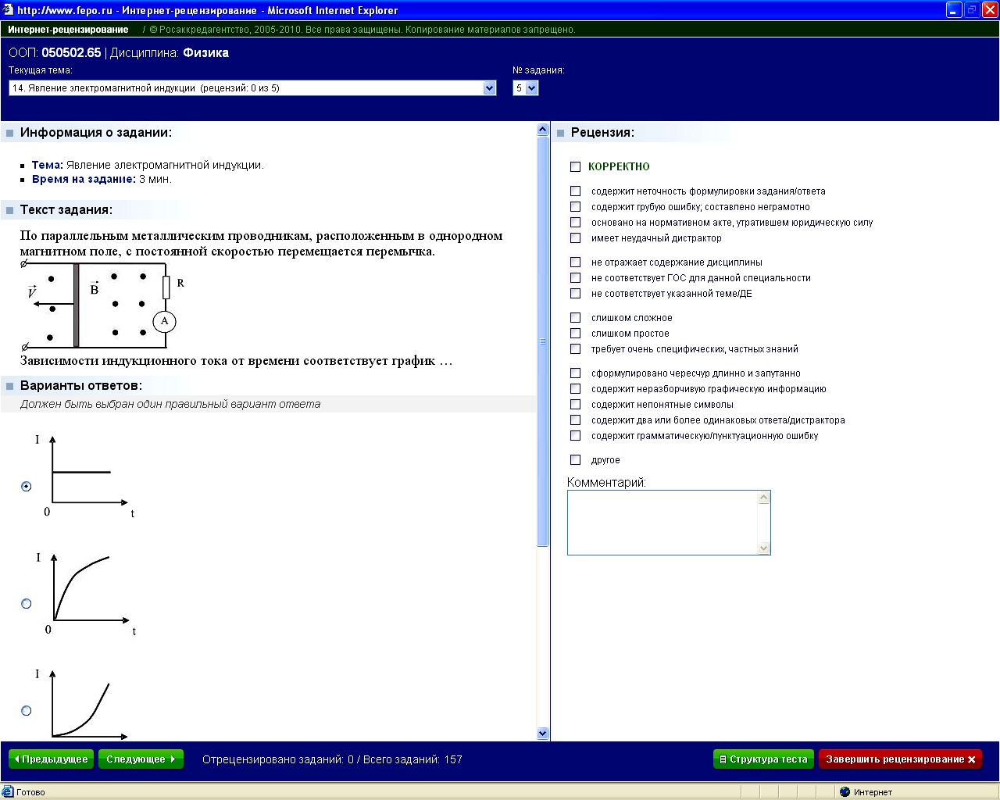 http://www.fepo.ru - Интернет-рецензирование - Microsoft Internet Explorer
Интернет-рецензирование / © Росаккредагентство, 2005-2010. Все права защищены. Копирование материалов запрещено.
ООП: 050502.65 | Дисциплина: Физика
Текущая тема:
№ задания:
14. Явление электромагнитной индукции (рецензий: 0 из 5)
5
Информация о задании:
Тема: Явление электромагнитной индукции.
Время на задание: 3 мин.
Текст задания:
По параллельным металлическим проводникам, расположенным в однородном
магнитном поле, с постоянной скоростью перемещается перемычка.
V
B
R
A
Зависимости индукционного тока от времени соответствует график …
Варианты ответов:
Должен быть выбран один правильный вариант ответа
I
0
t
I
0
t
I
Рецензия:
КОРРЕКТНО
содержит неточность формулировки задания/ответа
содержит грубую ошибку; составлено неграмотно
основано на нормативном акте, утратившем юридическую силу
имеет неудачный дистрактор
не отражает содержание дисциплины
не соответствует ГОС для данной специальности
не соответствует указанной теме/ДЕ
слишком сложное
слишком простое
требует очень специфических, частных знаний
сформулировано чересчур длинно и запутанно
содержит неразборчивую графическую информацию
содержит непонятные символы
содержит два или более одинаковых ответа/дистрактора
содержит грамматическую/пунктуационную ошибку
другое
Комментарий:
Предыдущее
Следующее
Отрецензировано заданий: 0 / Всего заданий: 157
Структура теста
Завершить рецензирование
Готово
Интернет